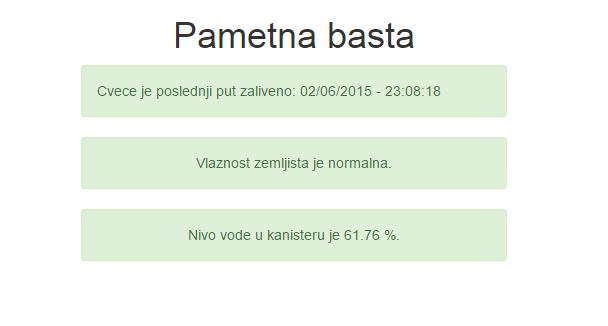 Pametna basta
Cvece je poslednji put zaliveno: 02/06/2015 - 23:08:18
Vlaznost zemljista je normalna.
Nivo vode u kanisteru je 61.76 %.